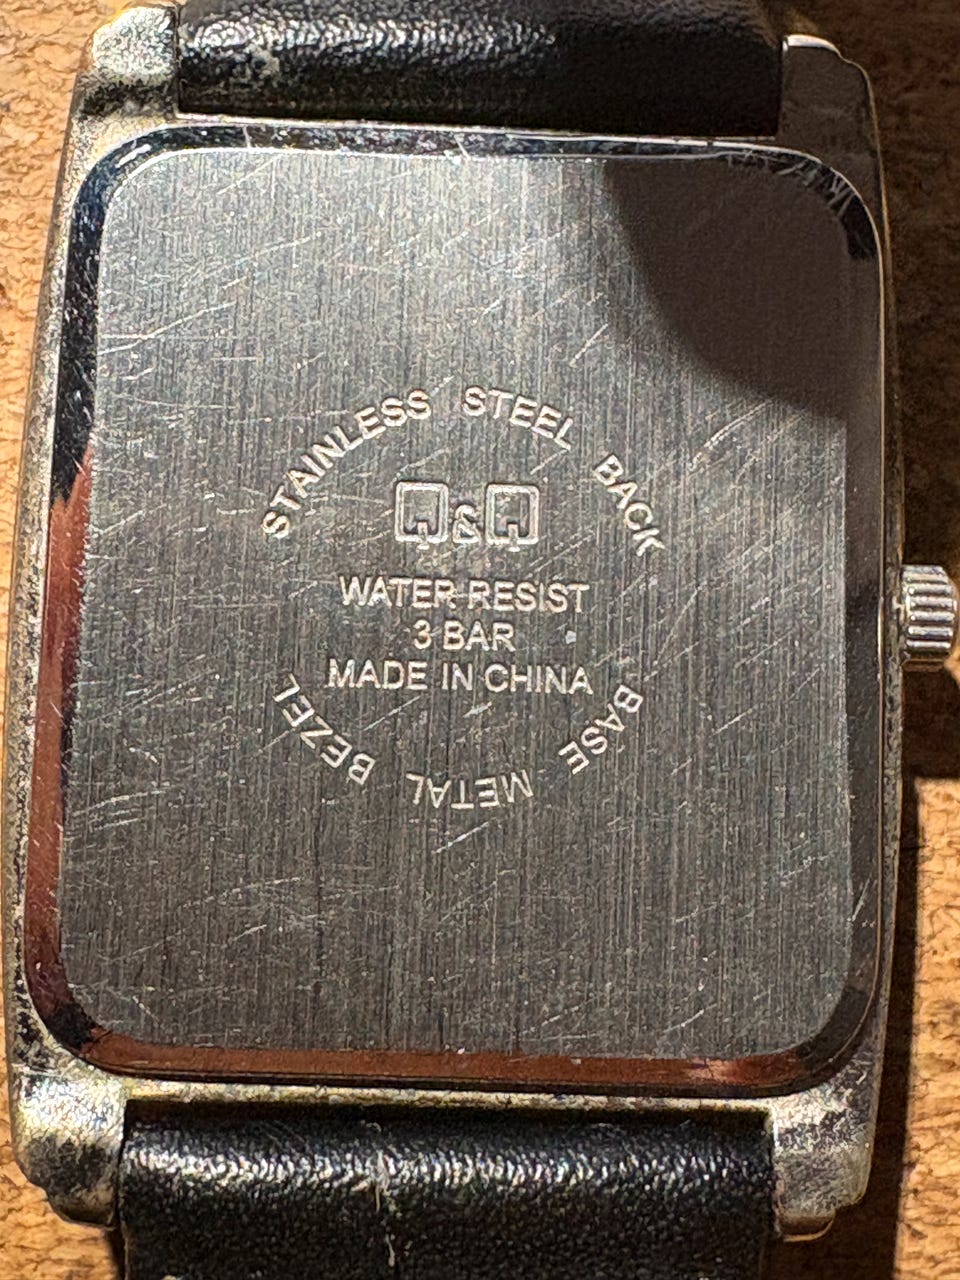 STAINLESS STEEL BACK
Q&Q
WATER RESIST
3 BAR
MADE IN CHINA
BASE METAL BEZEL